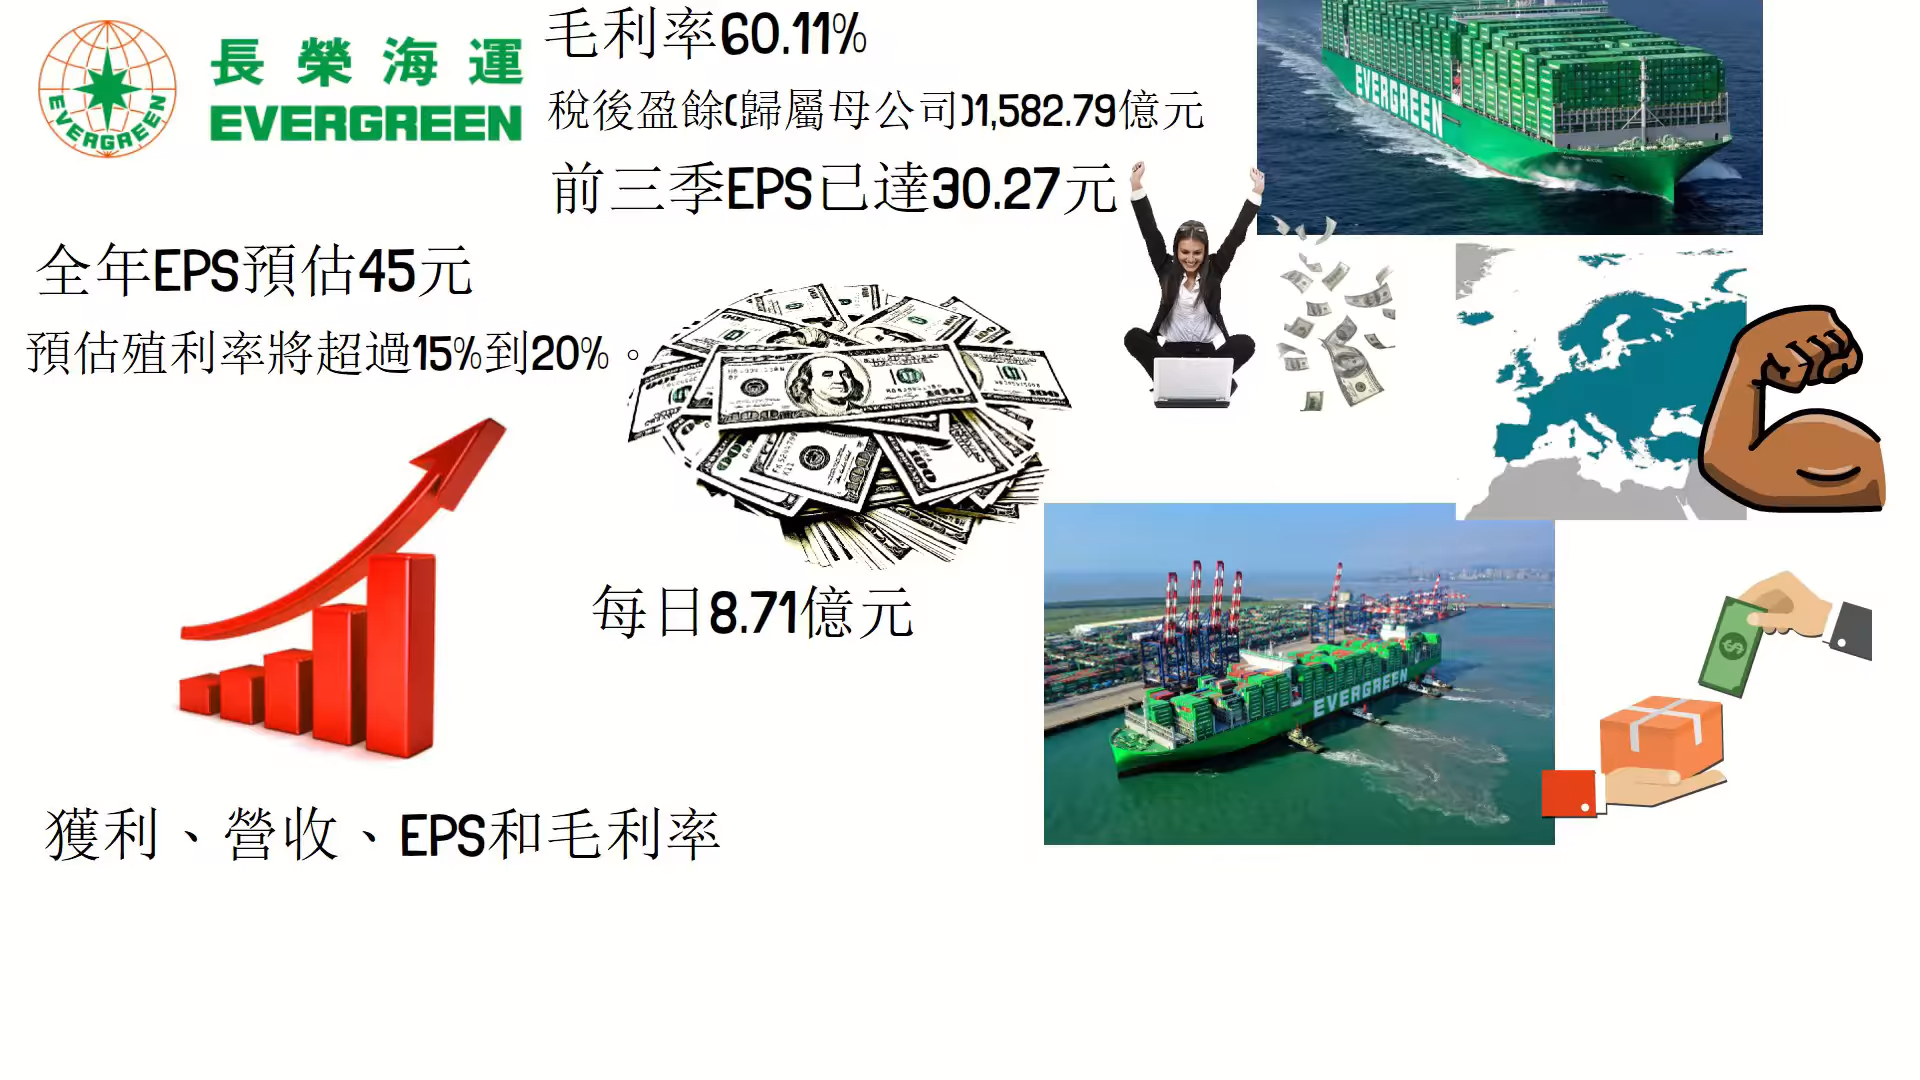 長榮海運
EVERGREEN
EVERGREEN
毛利率60.11%
稅後盈餘(歸屬母公司)1,582.79億元
前三季EPS已達30.27元
全年EPS預估45元
預估殖利率將超過15%到20%。
EVERGREEN
每日8.71億元
EVERGREEN
獲利、營收、EPS和毛利率